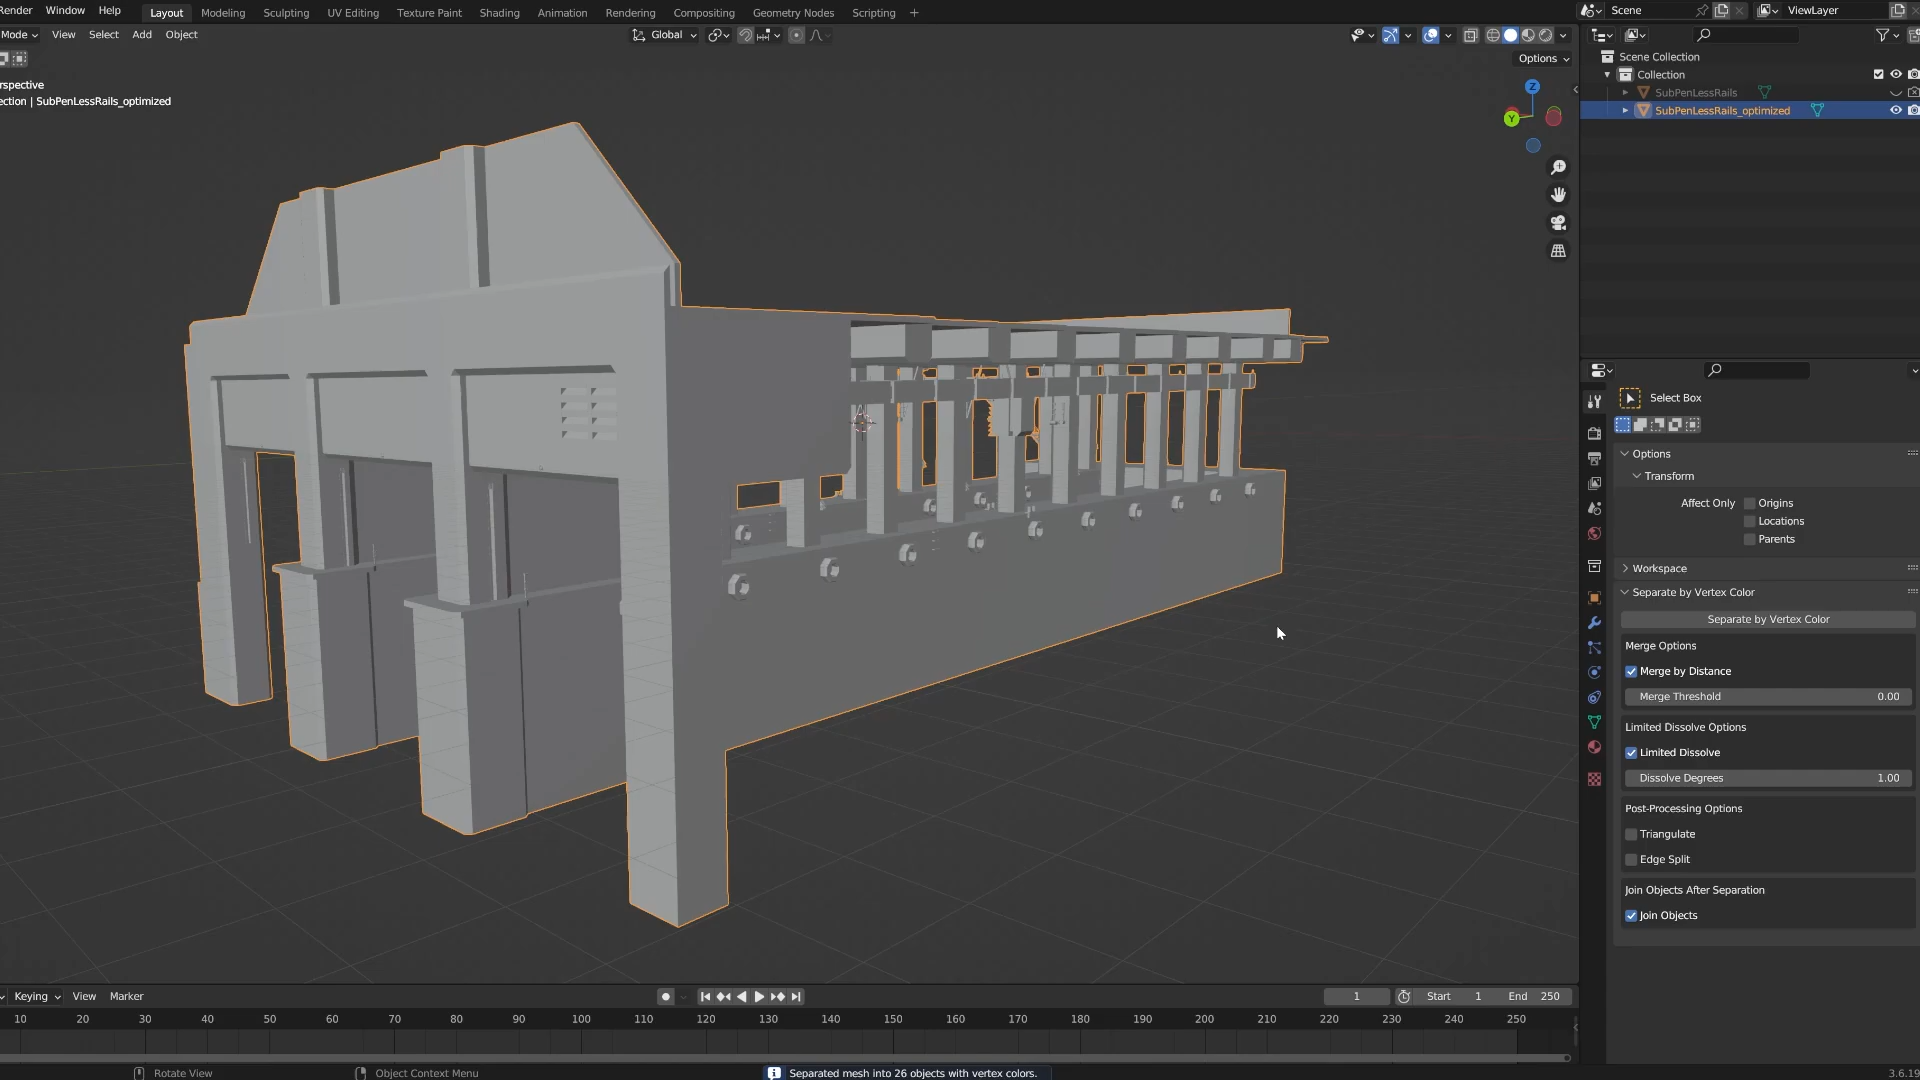 Render Window Help Layout Modeling Sculpting UV Editing Texture Paint Shading Animation Rendering Compositing Geometry Nodes Scripting +
Scene ViewLayer
Mode View Select Add Object Global
Options
rspective
ection | SubPenLessRails_optimized
Z
Y
Scene Collection
Collection
SubPenLessRails
SubPenLessRails_optimized
Select Box
Options
Transform
Affect Only Origins
Locations
Parents
Workspace
Separate by Vertex Color
Separate by Vertex Color
Merge Options
Merge by Distance
Merge Threshold 0.00
Limited Dissolve Options
Limited Dissolve
Dissolve Degrees 1.00
Post-Processing Options
Triangulate
Edge Split
Join Objects After Separation
Join Objects
Keying View Marker 1 Start 1 End 250
10 20 30 40 50 60 70 80 90 100 110 120 130 140 150 160 170 180 190 200 210 220 230 240 250
Rotate View Object Context Menu Separated mesh into 26 objects with vertex colors. 3.6.19